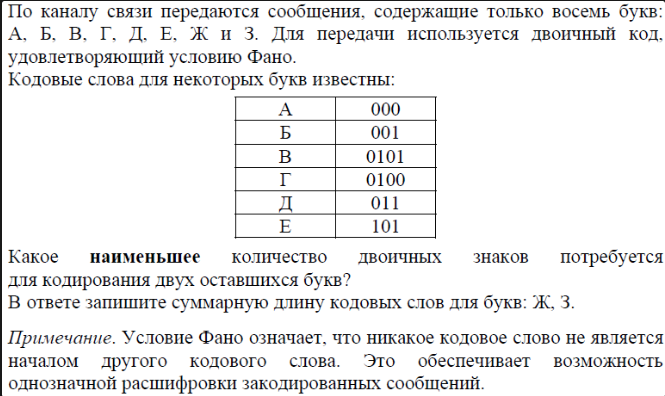 По каналу связи передаются сообщения, содержащие только восемь букв:
А, Б, В, Г, Д, Е, Ж и З. Для передачи используется двоичный код,
удовлетворяющий условию Фано.
Кодовые слова для некоторых букв известны:
А 000
Б 001
В 0101
Г 0100
Д 011
Е 101
Какое наименьшее количество двоичных знаков потребуется
для кодирования двух оставшихся букв?
В ответе запишите суммарную длину кодовых слов для букв: Ж, З.
Примечание. Условие Фано означает, что никакое кодовое слово не является
началом другого кодового слова. Это обеспечивает возможность
однозначной расшифровки закодированных сообщений.